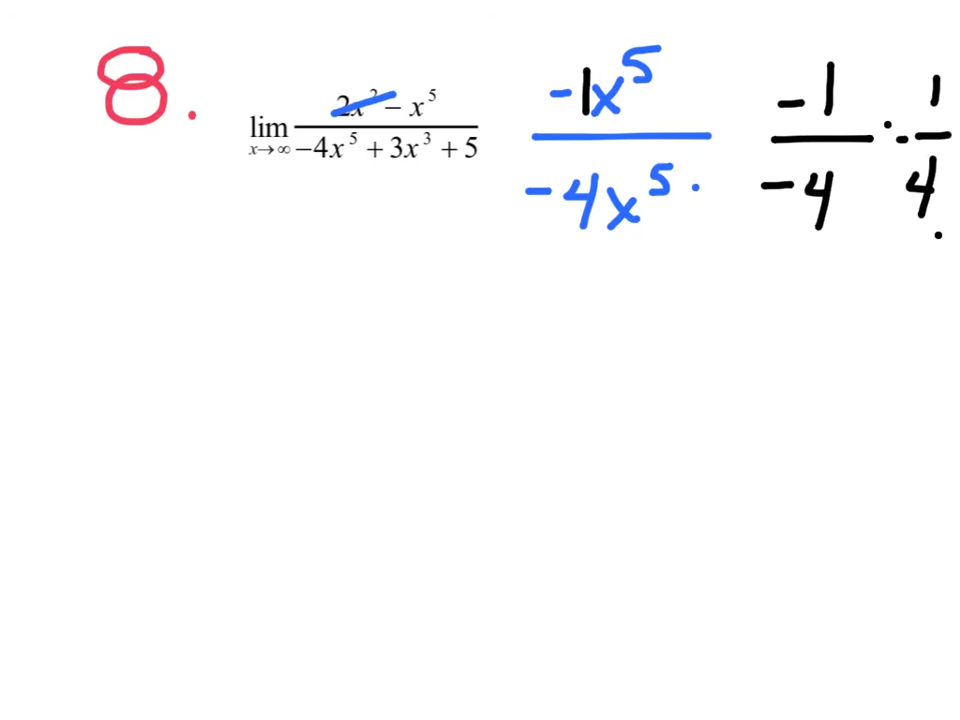 8.
lim x→∞ (2x² − x⁵)/(−4x⁵ + 3x³ + 5)
-1x⁵/-4x⁵ . -1/-4 : -1/4 .